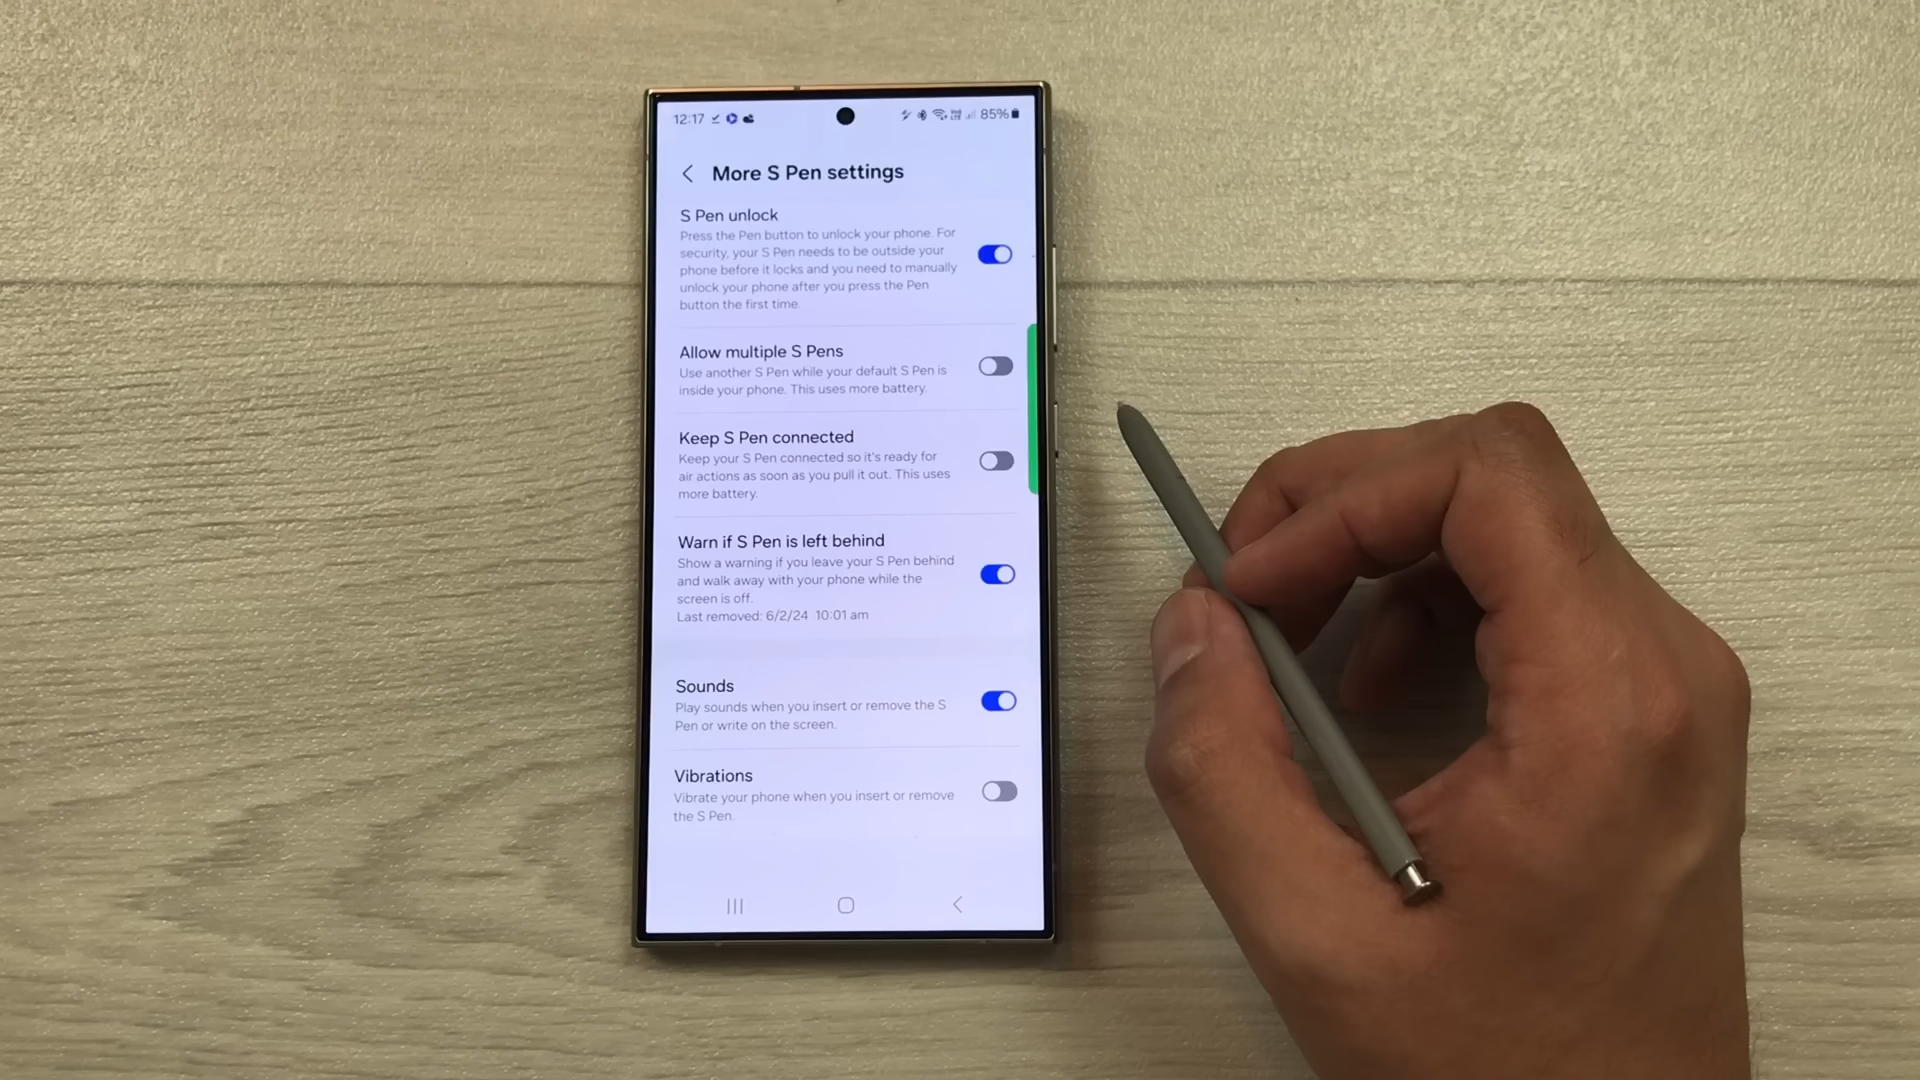 12:17 85%
More S Pen settings
S Pen unlock
Press the Pen button to unlock your phone. For
security, your S Pen needs to be outside your
phone before it locks and you need to manually
unlock your phone after you press the Pen
button the first time.
Allow multiple S Pens
Use another S Pen while your default S Pen is
inside your phone. This uses more battery.
Keep S Pen connected
Keep your S Pen connected so it's ready for
air actions as soon as you pull it out. This uses
more battery.
Warn if S Pen is left behind
Show a warning if you leave your S Pen behind
and walk away with your phone while the
screen is off.
Last removed: 6/2/24 10:01 am
Sounds
Play sounds when you insert or remove the S
Pen or write on the screen.
Vibrations
Vibrate your phone when you insert or remove
the S Pen.